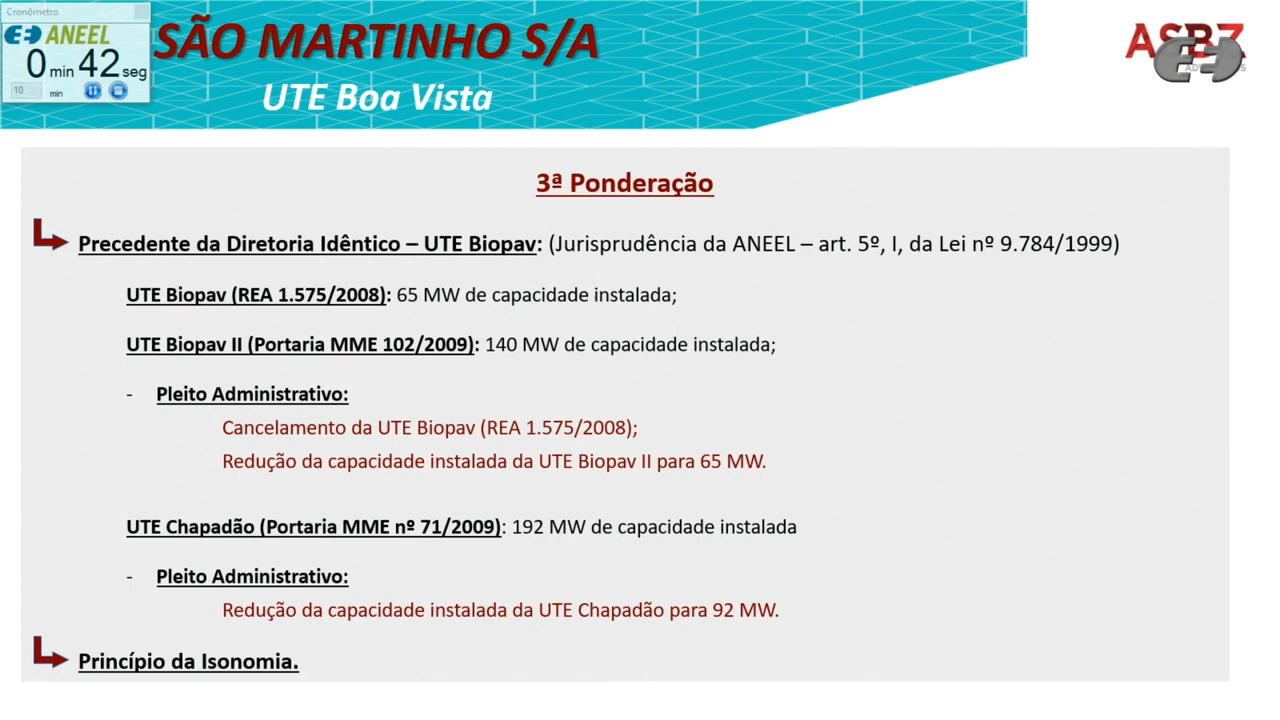 Cronômetro
ANEEL
0 min 42 seg
10 min
SÃO MARTINHO S/A
UTE Boa Vista
ASBZ
3ª Ponderação
Precedente da Diretoria Idêntico – UTE Biopav: (Jurisprudência da ANEEL – art. 5º, I, da Lei nº 9.784/1999)
UTE Biopav (REA 1.575/2008): 65 MW de capacidade instalada;
UTE Biopav II (Portaria MME 102/2009): 140 MW de capacidade instalada;
- Pleito Administrativo:
Cancelamento da UTE Biopav (REA 1.575/2008);
Redução da capacidade instalada da UTE Biopav II para 65 MW.
UTE Chapadão (Portaria MME nº 71/2009): 192 MW de capacidade instalada
- Pleito Administrativo:
Redução da capacidade instalada da UTE Chapadão para 92 MW.
Princípio da Isonomia.